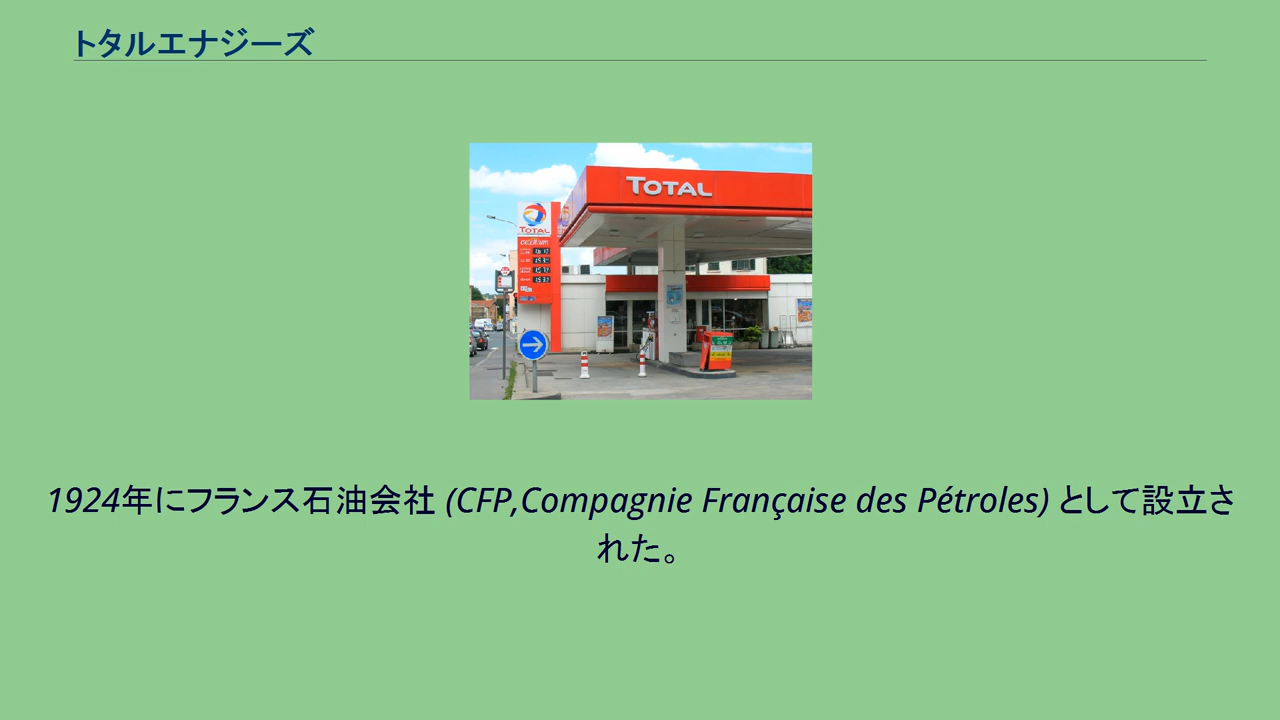 トタルエナジーズ
TOTAL
TOTAL
1924年にフランス石油会社 (CFP,Compagnie Française des Pétroles) として設立さ
れた。